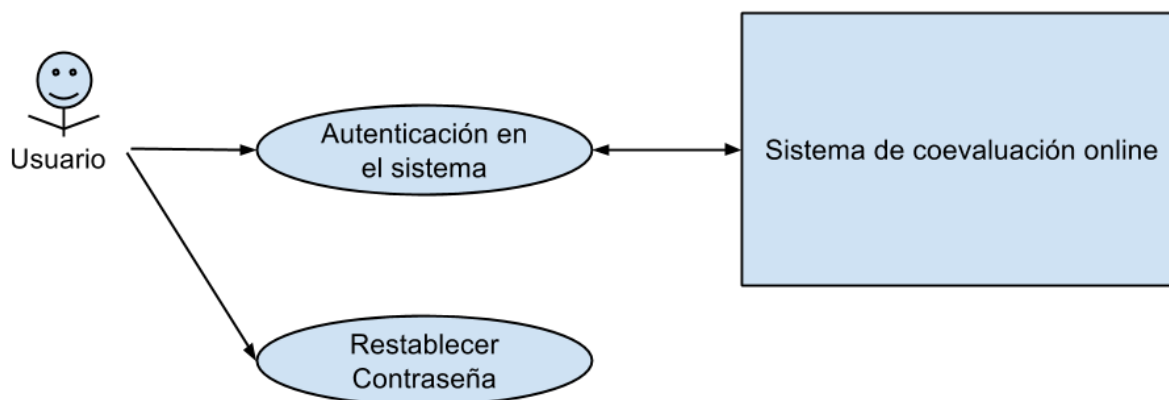 Usuario
Autenticación en
el sistema
Sistema de coevaluación online
Restablecer
Contraseña